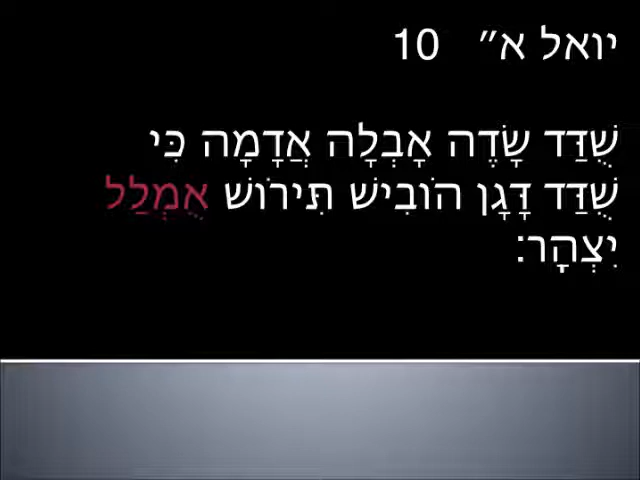 יואל א״ 10
שֻׁדַּד שָׂדֶה אָבְלָה אֲדָמָה כִּי
שֻׁדַּד דָּגָן הוֹבִישׁ תִּירוֹשׁ אֻמְלַל
יִצְהָר׃